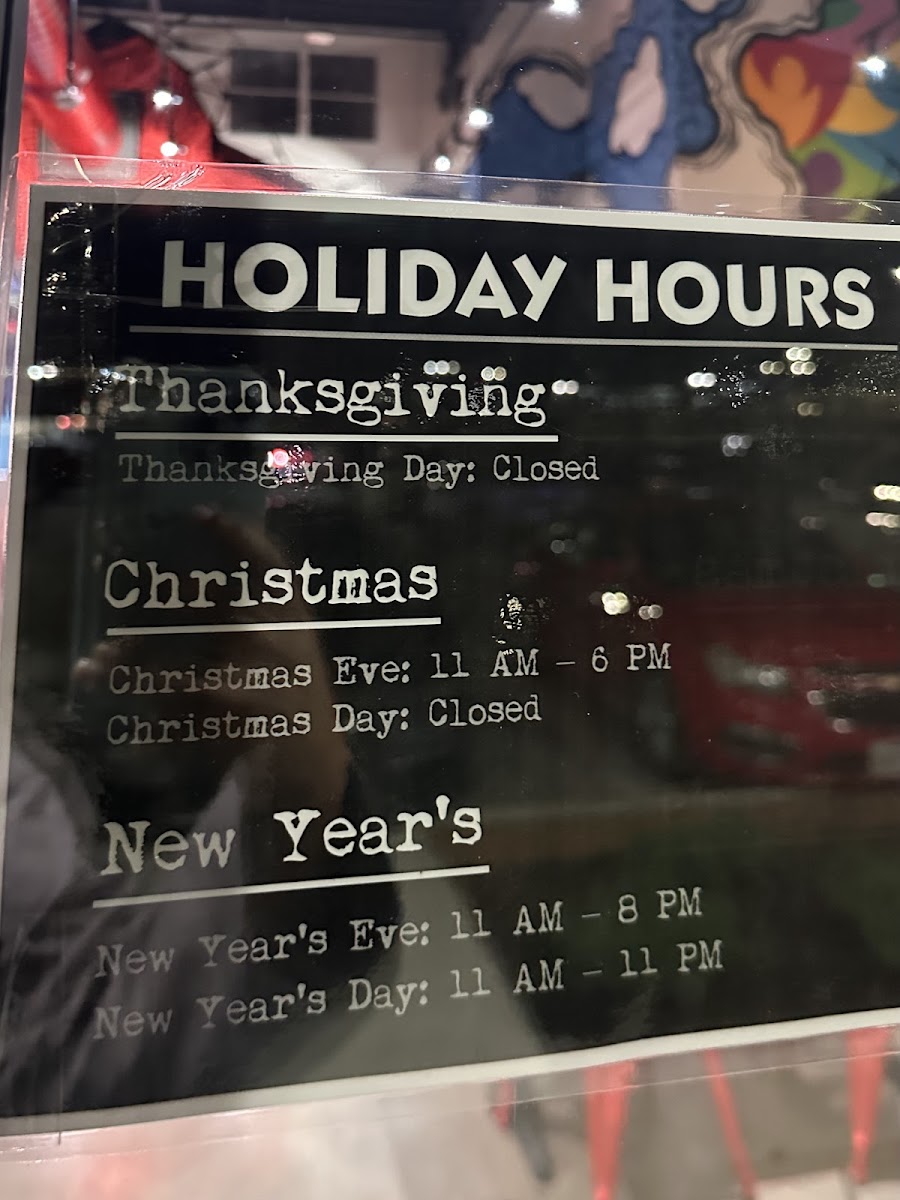 HOLIDAY HOURS
Thanksgiving
Thanksgiving Day: Closed
Christmas
Christmas Eve: 11 AM – 6 PM
Christmas Day: Closed
New Year's
New Year's Eve: 11 AM – 8 PM
New Year's Day: 11 AM – 11 PM